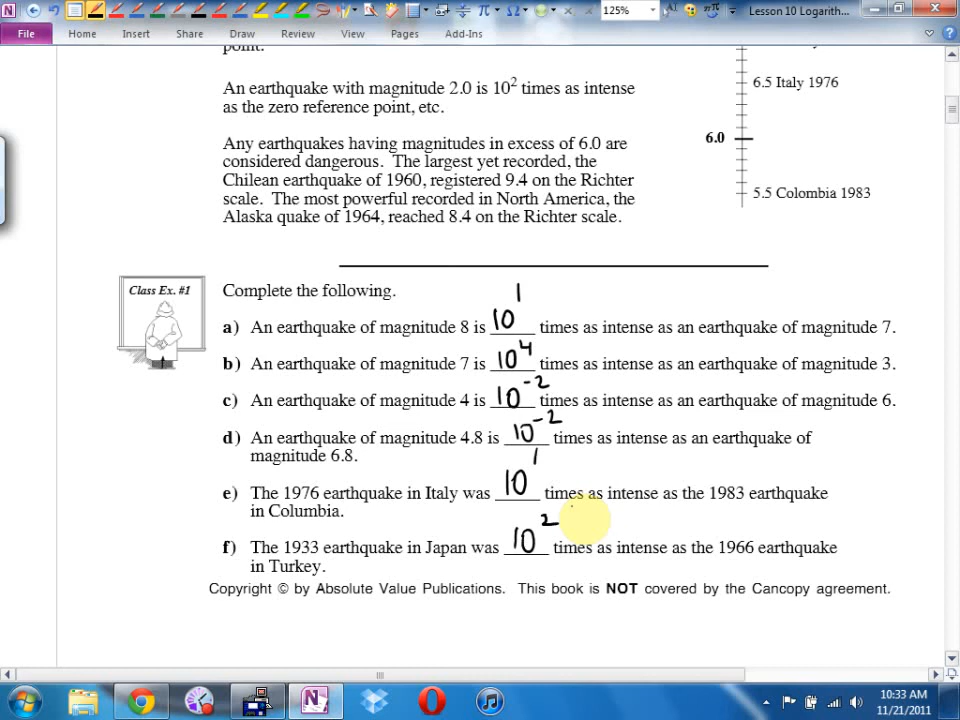 125%
Lesson 10 Logarith...
File Home Insert Share Draw Review View Pages Add-Ins
point.
An earthquake with magnitude 2.0 is 10² times as intense
as the zero reference point, etc.
Any earthquakes having magnitudes in excess of 6.0 are
considered dangerous. The largest yet recorded, the
Chilean earthquake of 1960, registered 9.4 on the Richter
scale. The most powerful recorded in North America, the
Alaska quake of 1964, reached 8.4 on the Richter scale.
6.5 Italy 1976
6.0
5.5 Colombia 1983
Class Ex. #1
Complete the following.
a) An earthquake of magnitude 8 is 10¹ times as intense as an earthquake of magnitude 7.
b) An earthquake of magnitude 7 is 10⁴ times as intense as an earthquake of magnitude 3.
c) An earthquake of magnitude 4 is 10⁻² times as intense as an earthquake of magnitude 6.
d) An earthquake of magnitude 4.8 is 10⁻² times as intense as an earthquake of
magnitude 6.8.
e) The 1976 earthquake in Italy was 10¹ times as intense as the 1983 earthquake
in Columbia.
f) The 1933 earthquake in Japan was 10² times as intense as the 1966 earthquake
in Turkey.
Copyright © by Absolute Value Publications. This book is NOT covered by the Cancopy agreement.
10:33 AM
11/21/2011